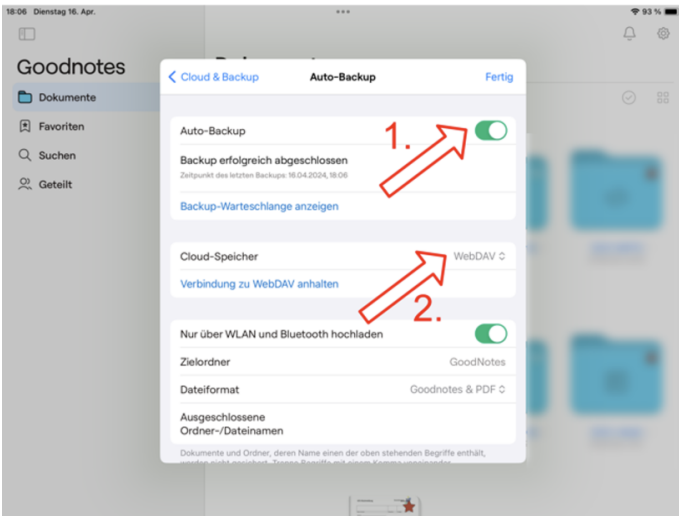 18:06 Dienstag 16. Apr.
93 %
Goodnotes
Dokumente
Favoriten
Suchen
Geteilt
Cloud & Backup
Auto-Backup
Fertig
Auto-Backup
1.
Backup erfolgreich abgeschlossen
Zeitpunkt des letzten Backups: 16.04.2024, 18:06
Backup-Warteschlange anzeigen
Cloud-Speicher
WebDAV
Verbindung zu WebDAV anhalten
2.
Nur über WLAN und Bluetooth hochladen
Zielordner
GoodNotes
Dateiformat
Goodnotes & PDF
Ausgeschlossene
Ordner-/Dateinamen
Dokumente und Ordner, deren Name einen der oben stehenden Begriffe enthält,